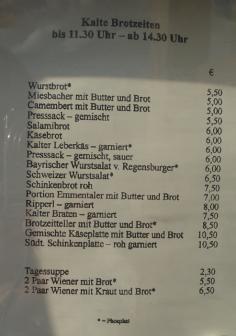 Kalte Brotzeiten
bis 11.30 Uhr – ab 14.30 Uhr
€
Wurstbrot* 5,50
Miesbacher mit Butter und Brot 5,00
Camembert mit Butter und Brot 5,00
Presssack – gemischt 5,50
Salamibrot 6,00
Käsebrot 6,00
Kalter Leberkäs – garniert* 6,00
Presssack – gemischt, sauer 6,00
Bayrischer Wurstsalat v. Regensburger* 6,00
Schweizer Wurstsalat* 6,50
Schinkenbrot roh 7,50
Portion Emmentaler mit Butter und Brot 7,00
Ripperl – garniert 8,00
Kalter Braten – garniert 7,50
Brotzeitteller mit Butter und Brot* 8,50
Gemischte Käseplatte mit Butter und Brot 10,50
Südt. Schinkenplatte – roh garniert 10,50
Tagessuppe 2,30
2 Paar Wiener mit Brot* 5,50
2 Paar Wiener mit Kraut und Brot* 6,50
* = Phosphat